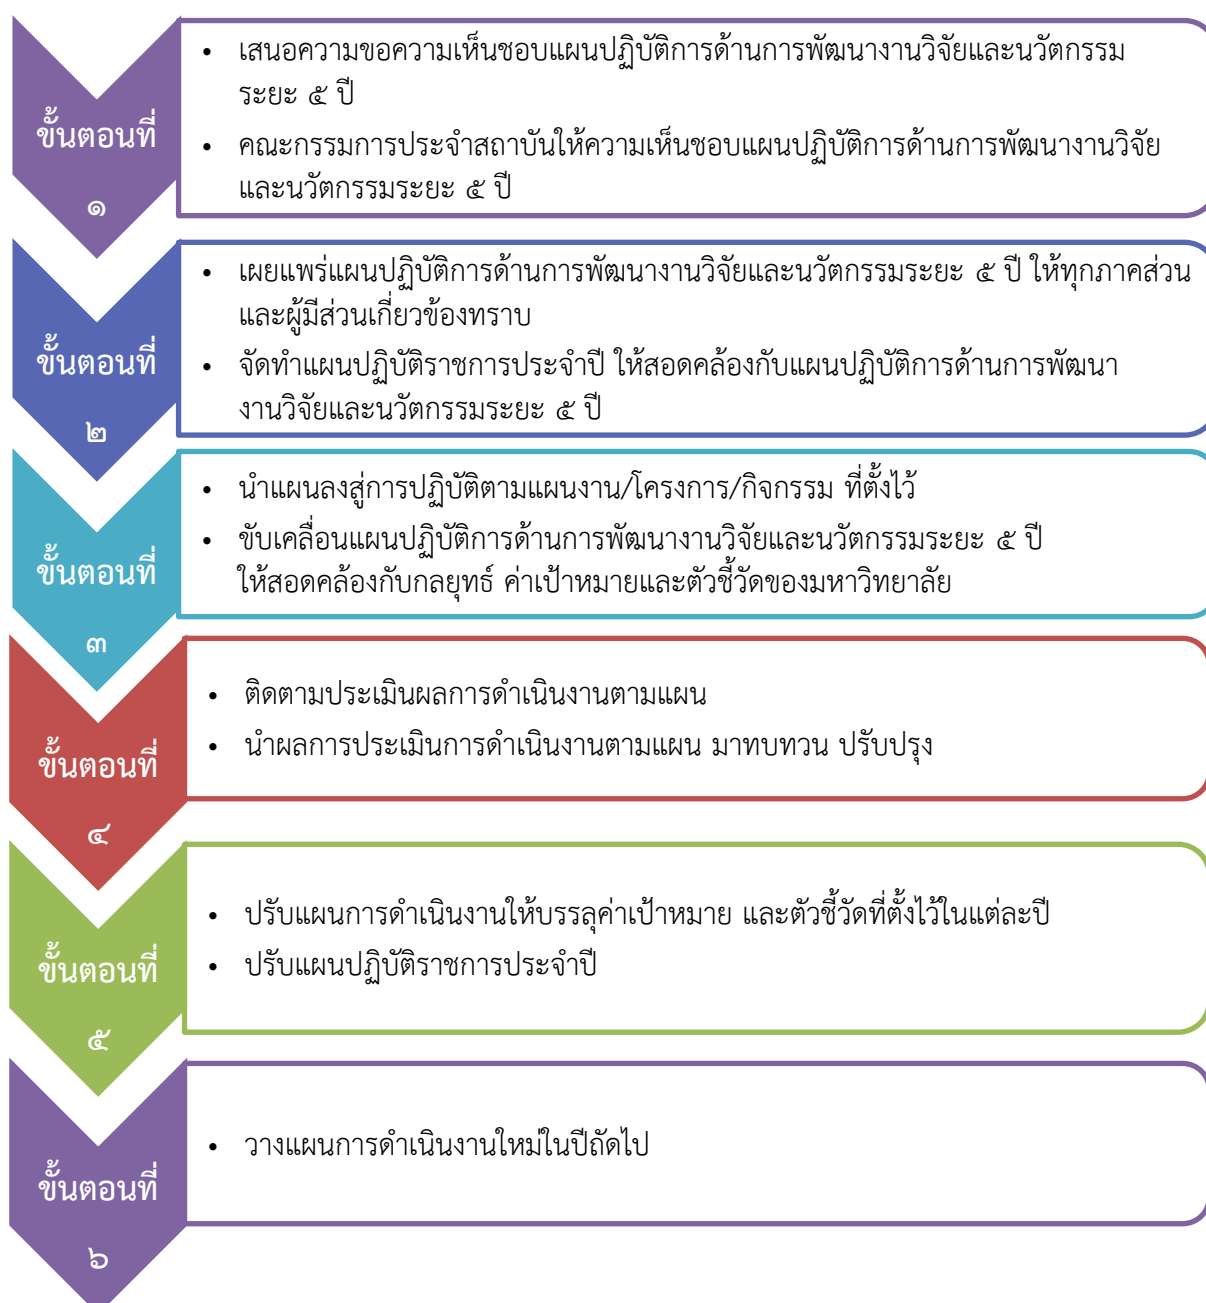 ขั้นตอนที่
๑
• เสนอความขอความเห็นชอบแผนปฏิบัติการด้านการพัฒนางานวิจัยและนวัตกรรม
ระยะ ๕ ปี
• คณะกรรมการประจำสถาบันให้ความเห็นชอบแผนปฏิบัติการด้านการพัฒนางานวิจัย
และนวัตกรรมระยะ ๕ ปี
ขั้นตอนที่
๒
• เผยแพร่แผนปฏิบัติการด้านการพัฒนางานวิจัยและนวัตกรรมระยะ ๕ ปี ให้ทุกภาคส่วน
และผู้มีส่วนเกี่ยวข้องทราบ
• จัดทำแผนปฏิบัติราชการประจำปี ให้สอดคล้องกับแผนปฏิบัติการด้านการพัฒนา
งานวิจัยและนวัตกรรมระยะ ๕ ปี
ขั้นตอนที่
๓
• นำแผนลงสู่การปฏิบัติตามแผนงาน/โครงการ/กิจกรรม ที่ตั้งไว้
• ขับเคลื่อนแผนปฏิบัติการด้านการพัฒนางานวิจัยและนวัตกรรมระยะ ๕ ปี
ให้สอดคล้องกับกลยุทธ์ ค่าเป้าหมายและตัวชี้วัดของมหาวิทยาลัย
ขั้นตอนที่
๔
• ติดตามประเมินผลการดำเนินงานตามแผน
• นำผลการประเมินการดำเนินงานตามแผน มาทบทวน ปรับปรุง
ขั้นตอนที่
๕
• ปรับแผนการดำเนินงานให้บรรลุค่าเป้าหมาย และตัวชี้วัดที่ตั้งไว้ในแต่ละปี
• ปรับแผนปฏิบัติราชการประจำปี
ขั้นตอนที่
๖
• วางแผนการดำเนินงานใหม่ในปีถัดไป